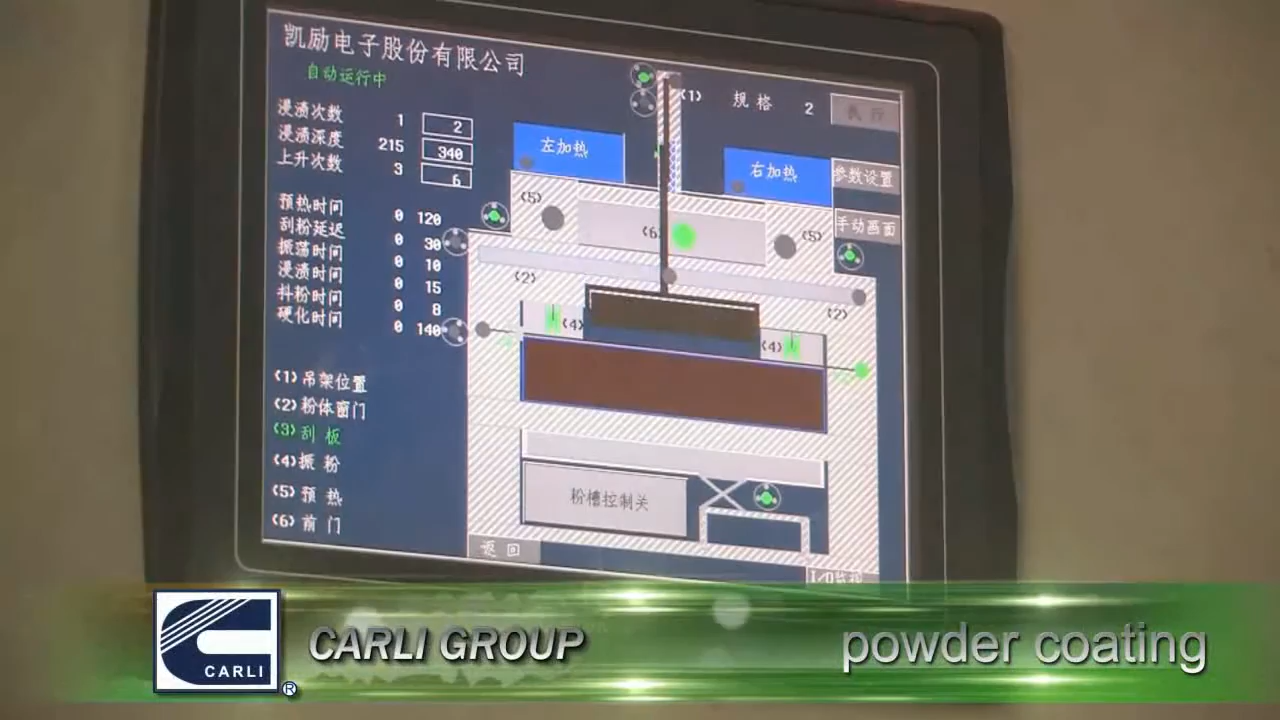 凯励电子股份有限公司
自动运行中
浸渍次数 1 2
浸渍深度 215 340
上升次数 3 6
预热时间 0 120
刮粉延迟 0 30
振荡时间 0 10
浸渍时间 0 15
抖粉时间 0 8
硬化时间 0 140
(1)吊架位置
(2)粉体窗门
(3)刮板
(4)振粉
(5)预热
(6)前门
(1) 规格 2
执行
左加热
右加热
参数设置
手动画面
(5)
(6
(5)
(2)
(2)
(4)
(4)
粉槽控制关
返回
CARLI
®
CARLI GROUP
powder coating